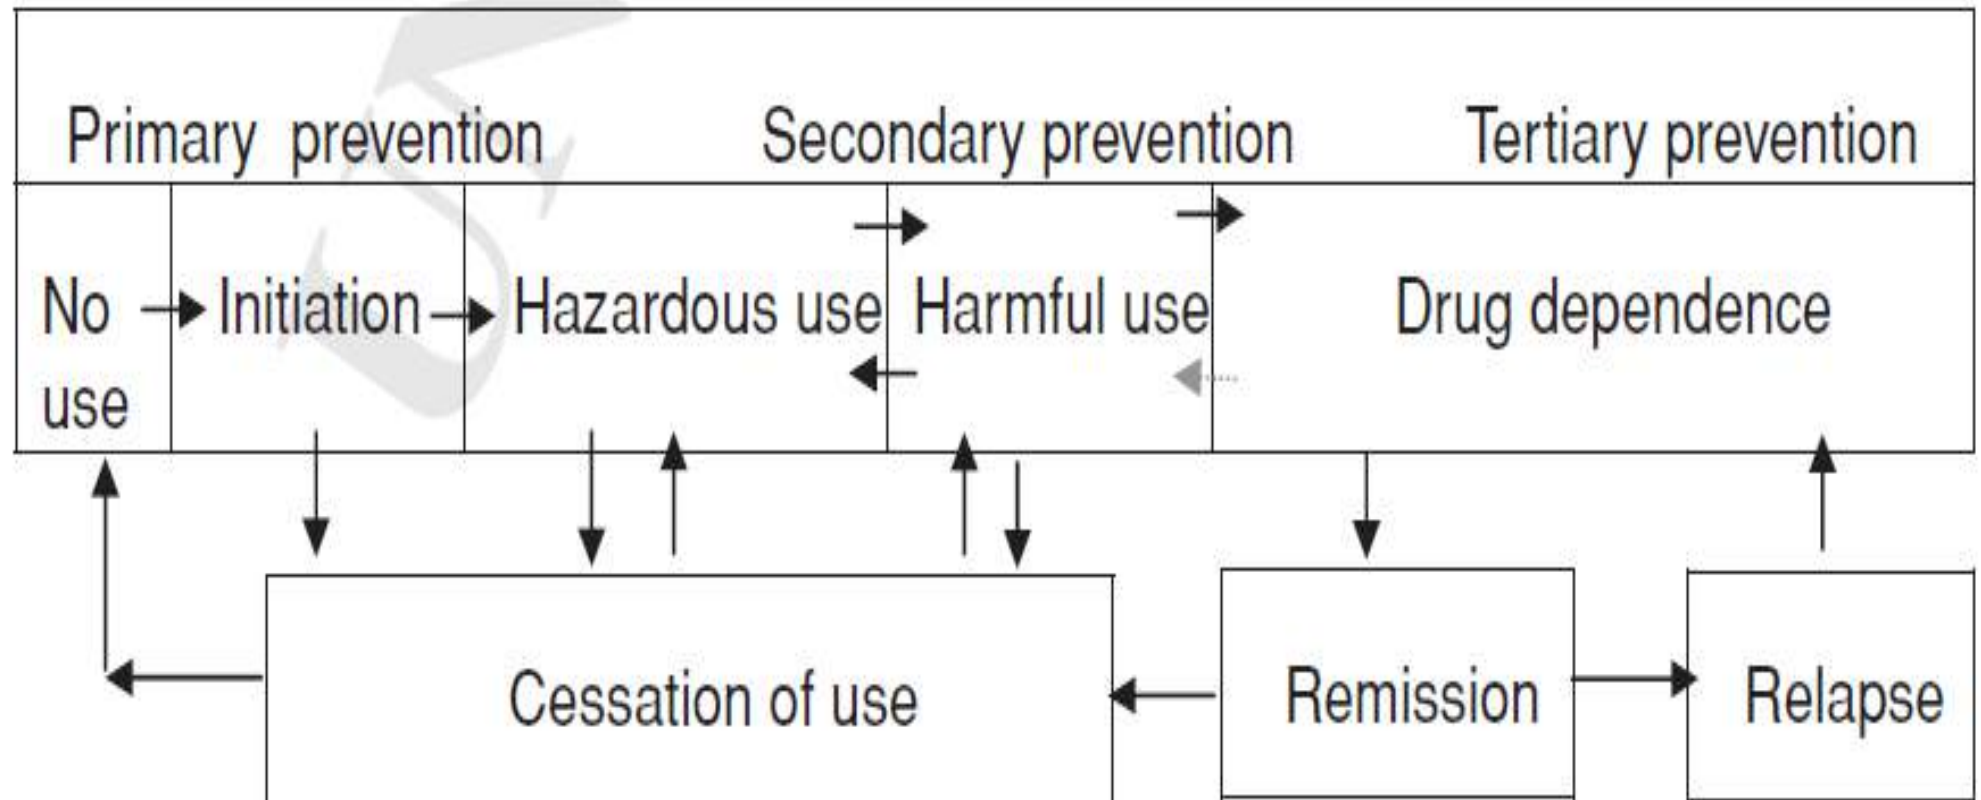 Primary prevention
Secondary prevention
Tertiary prevention
No
use
Initiation
Hazardous use
Harmful use
Drug dependence
Cessation of use
Remission
Relapse